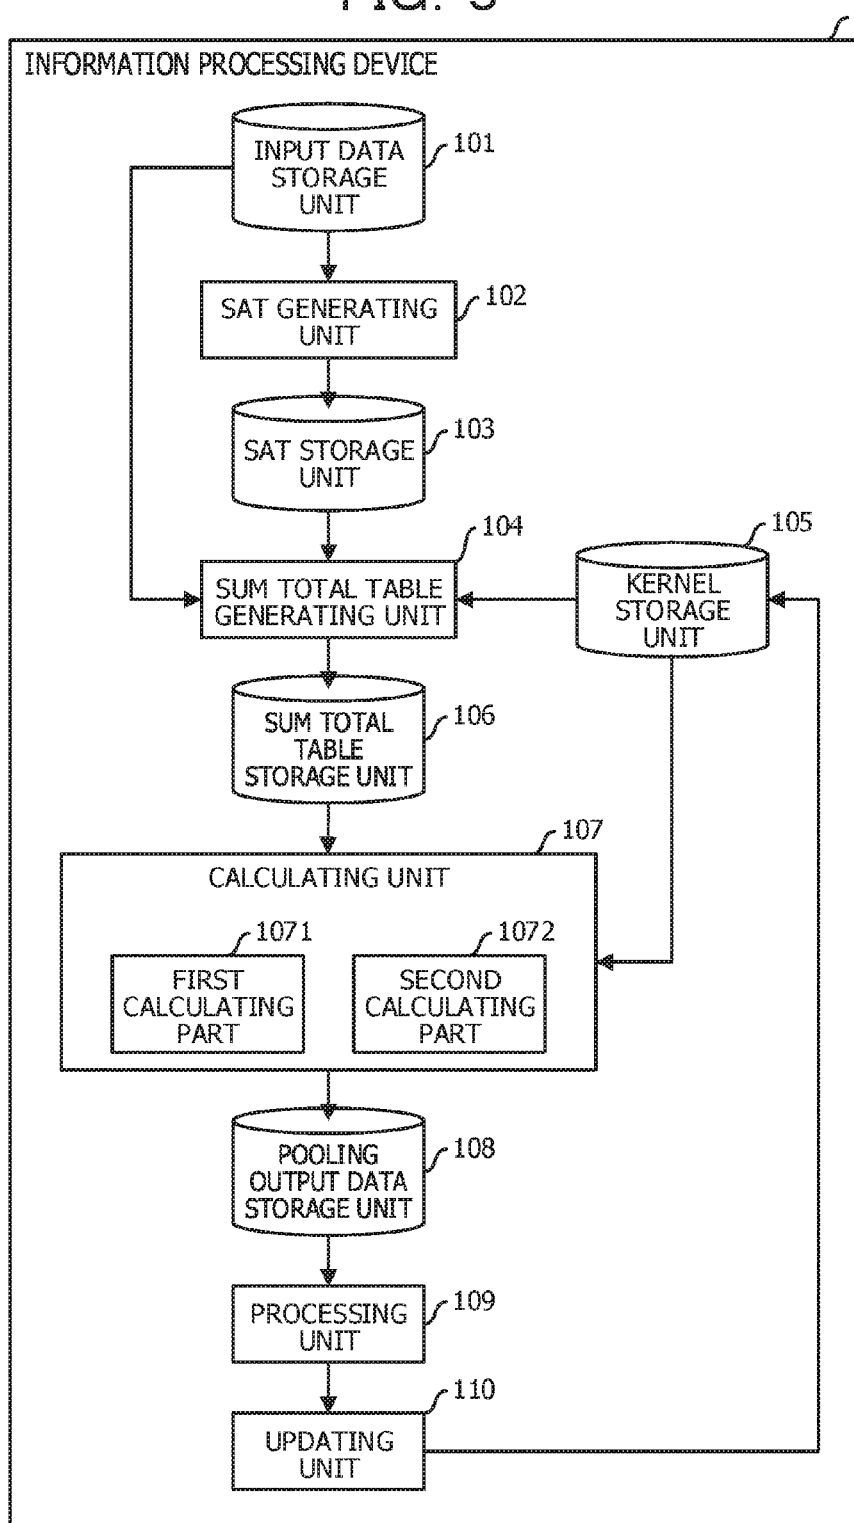 INFORMATION PROCESSING DEVICE
101
INPUT DATA
STORAGE
UNIT
102
SAT GENERATING
UNIT
103
SAT STORAGE
UNIT
104
SUM TOTAL TABLE
GENERATING UNIT
105
KERNEL
STORAGE
UNIT
106
SUM TOTAL
TABLE
STORAGE UNIT
107
CALCULATING UNIT
1071
FIRST
CALCULATING
PART
1072
SECOND
CALCULATING
PART
108
POOLING
OUTPUT DATA
STORAGE UNIT
109
PROCESSING
UNIT
110
UPDATING
UNIT